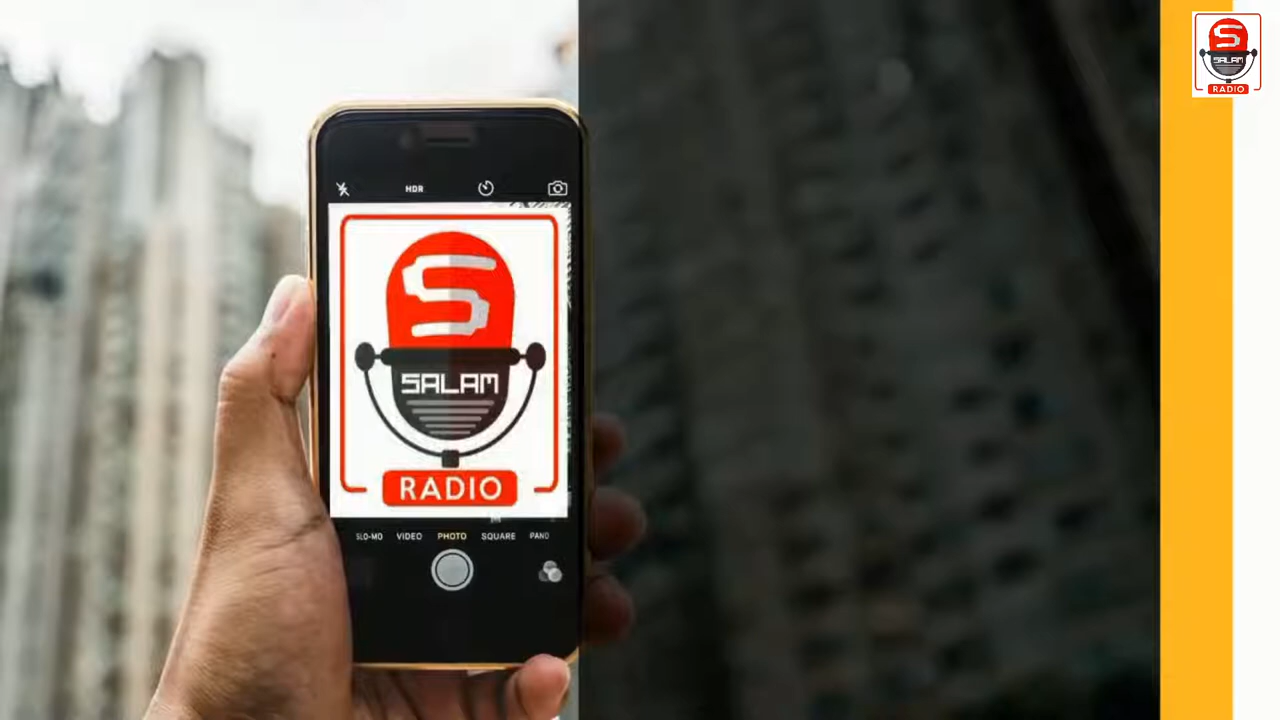 HDR
S
SALAM
RADIO
SLO-MO VIDEO PHOTO SQUARE PANO
S
SALAM
RADIO